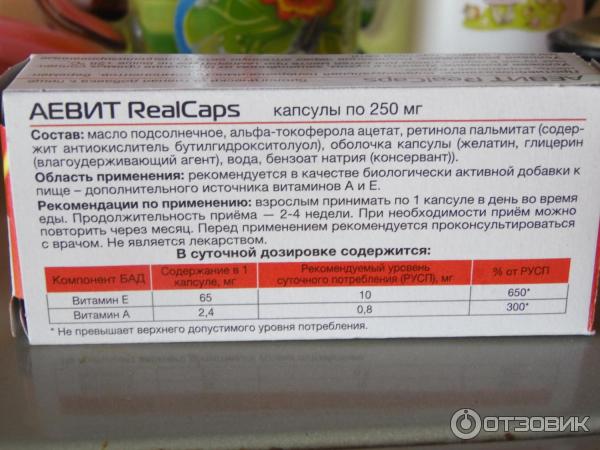 АЕВИТ RealCaps капсулы по 250 мг
Состав: масло подсолнечное, альфа-токоферола ацетат, ретинола пальмитат (содер-
жит антиокислитель бутилгидрокситолуол), оболочка капсулы (желатин, глицерин
(влагоудерживающий агент), вода, бензоат натрия (консервант)).
Область применения: рекомендуется в качестве биологически активной добавки к
пище – дополнительного источника витаминов А и Е.
Рекомендации по применению: взрослым принимать по 1 капсуле в день во время
еды. Продолжительность приёма — 2-4 недели. При необходимости приём можно
повторить через месяц. Перед применением рекомендуется проконсультироваться
с врачом. Не является лекарством.
В суточной дозировке содержится:
Компонент БАД Содержание в 1 капсуле, мг Рекомендуемый уровень суточного потребления (РУСП), мг % от РУСП
Витамин Е 65 10 650*
Витамин А 2,4 0,8 300*
* Не превышает верхнего допустимого уровня потребления.
АЕВИТ RealCaps
ОТЗОВИК